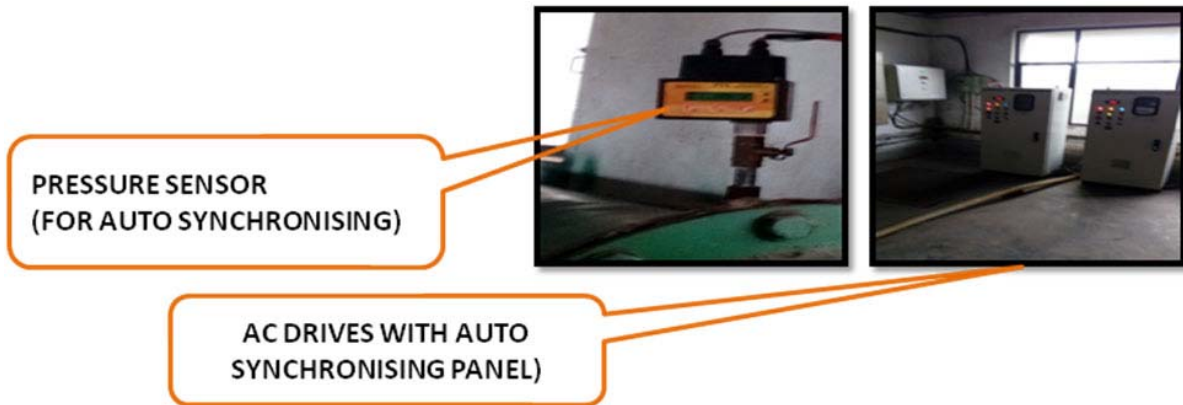 PRESSURE SENSOR
(FOR AUTO SYNCHRONISING)
AC DRIVES WITH AUTO
SYNCHRONISING PANEL)